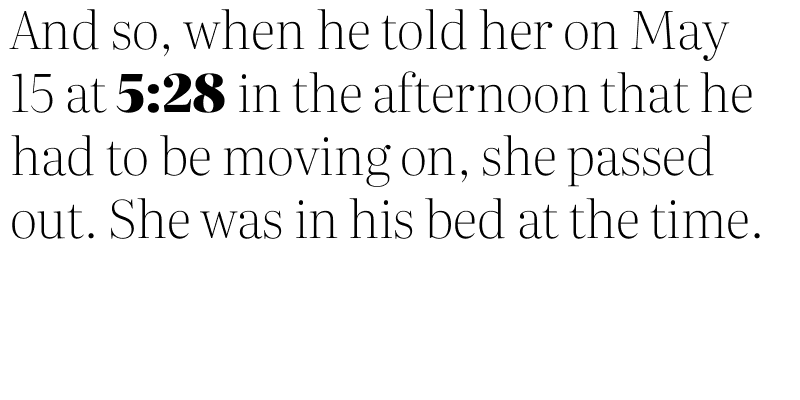 And so, when he told her on May
15 at 5:28 in the afternoon that he
had to be moving on, she passed
out. She was in his bed at the time.